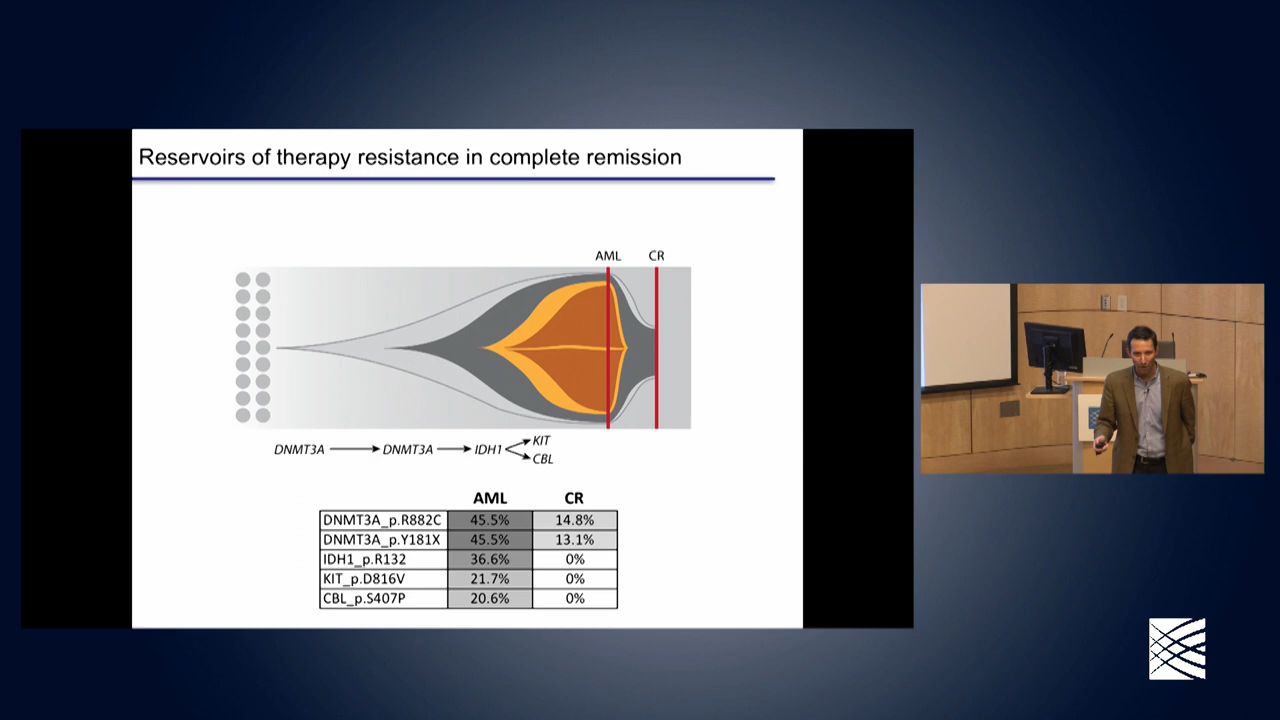 Reservoirs of therapy resistance in complete remission
AML CR
DNMT3A DNMT3A IDH1 KIT
CBL
AML CR
DNMT3A_p.R882C 45.5% 14.8%
DNMT3A_p.Y181X 45.5% 13.1%
IDH1_p.R132 36.6% 0%
KIT_p.D816V 21.7% 0%
CBL_p.S407P 20.6% 0%